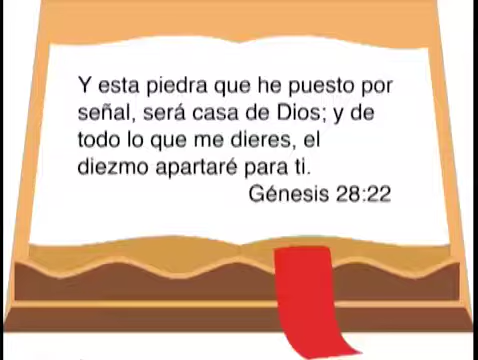 Y esta piedra que he puesto por
señal, será casa de Dios; y de
todo lo que me dieres, el
diezmo apartaré para ti.
Génesis 28:22